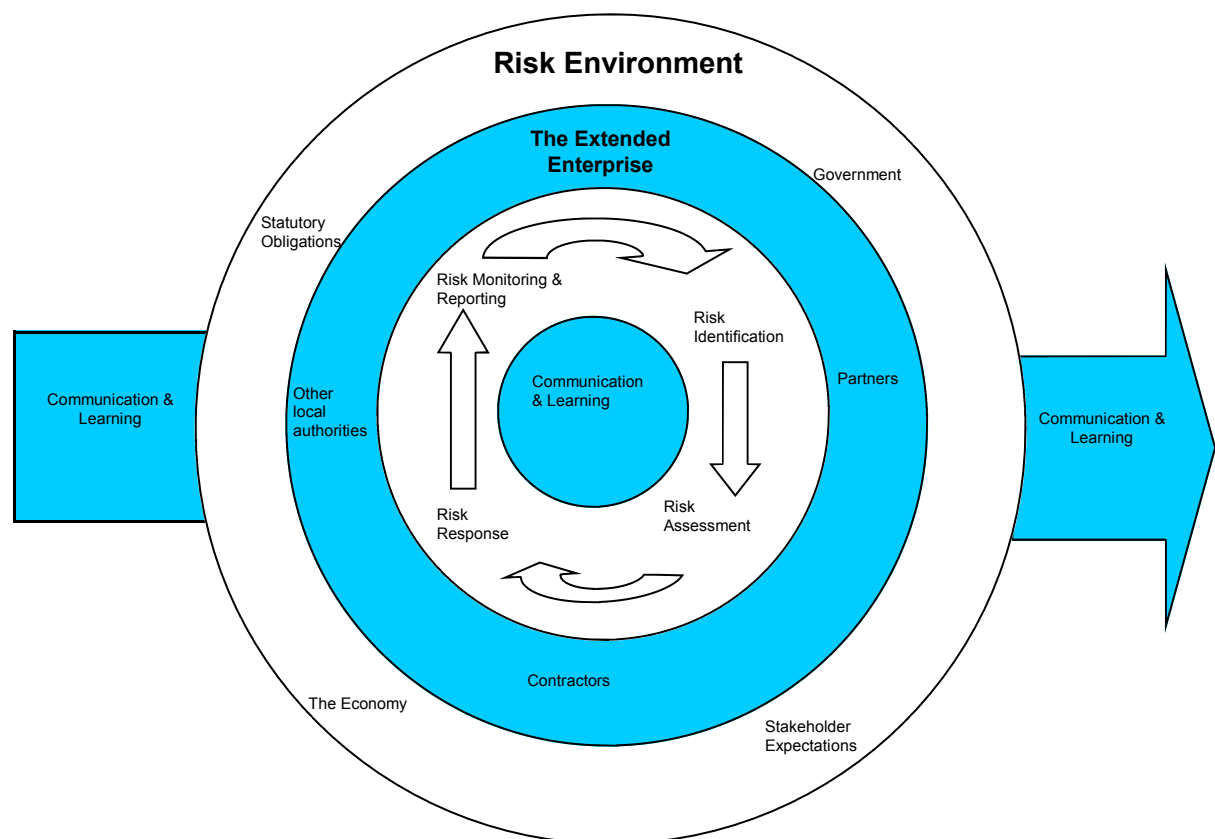 Risk Environment
The Extended
Enterprise
Government
Statutory
Obligations
Risk Monitoring &
Reporting
Risk
Identification
Communication &
Learning
Other
local
authorities
Communication
& Learning
Partners
Communication &
Learning
Risk
Response
Risk
Assessment
Contractors
The Economy
Stakeholder
Expectations